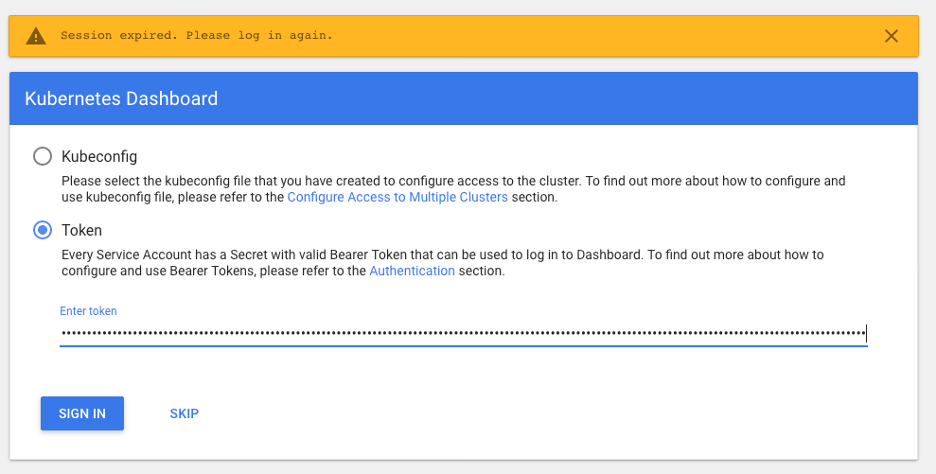 Session expired. Please log in again.
Kubernetes Dashboard
Kubeconfig
Please select the kubeconfig file that you have created to configure access to the cluster. To find out more about how to configure and
use kubeconfig file, please refer to the Configure Access to Multiple Clusters section.
Token
Every Service Account has a Secret with valid Bearer Token that can be used to log in to Dashboard. To find out more about how to
configure and use Bearer Tokens, please refer to the Authentication section.
Enter token
SIGN IN SKIP